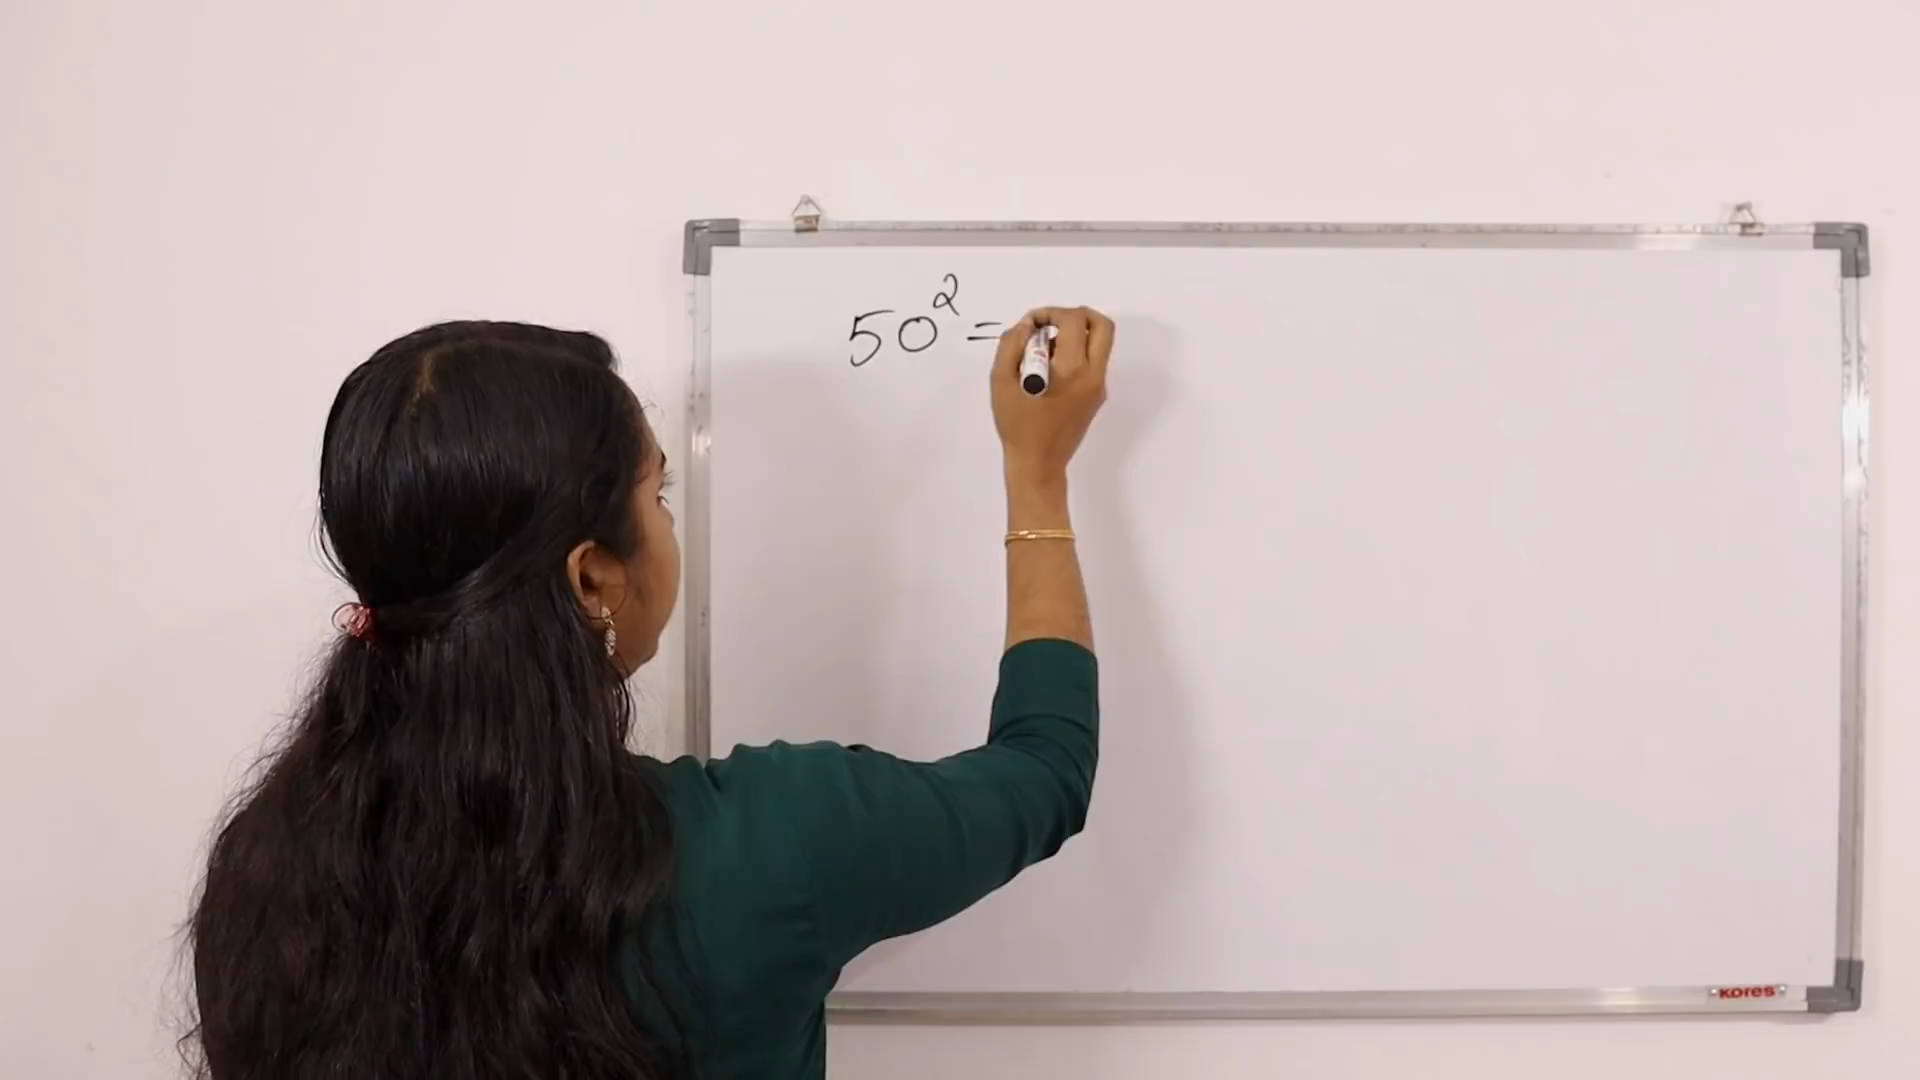 50² =
KORES